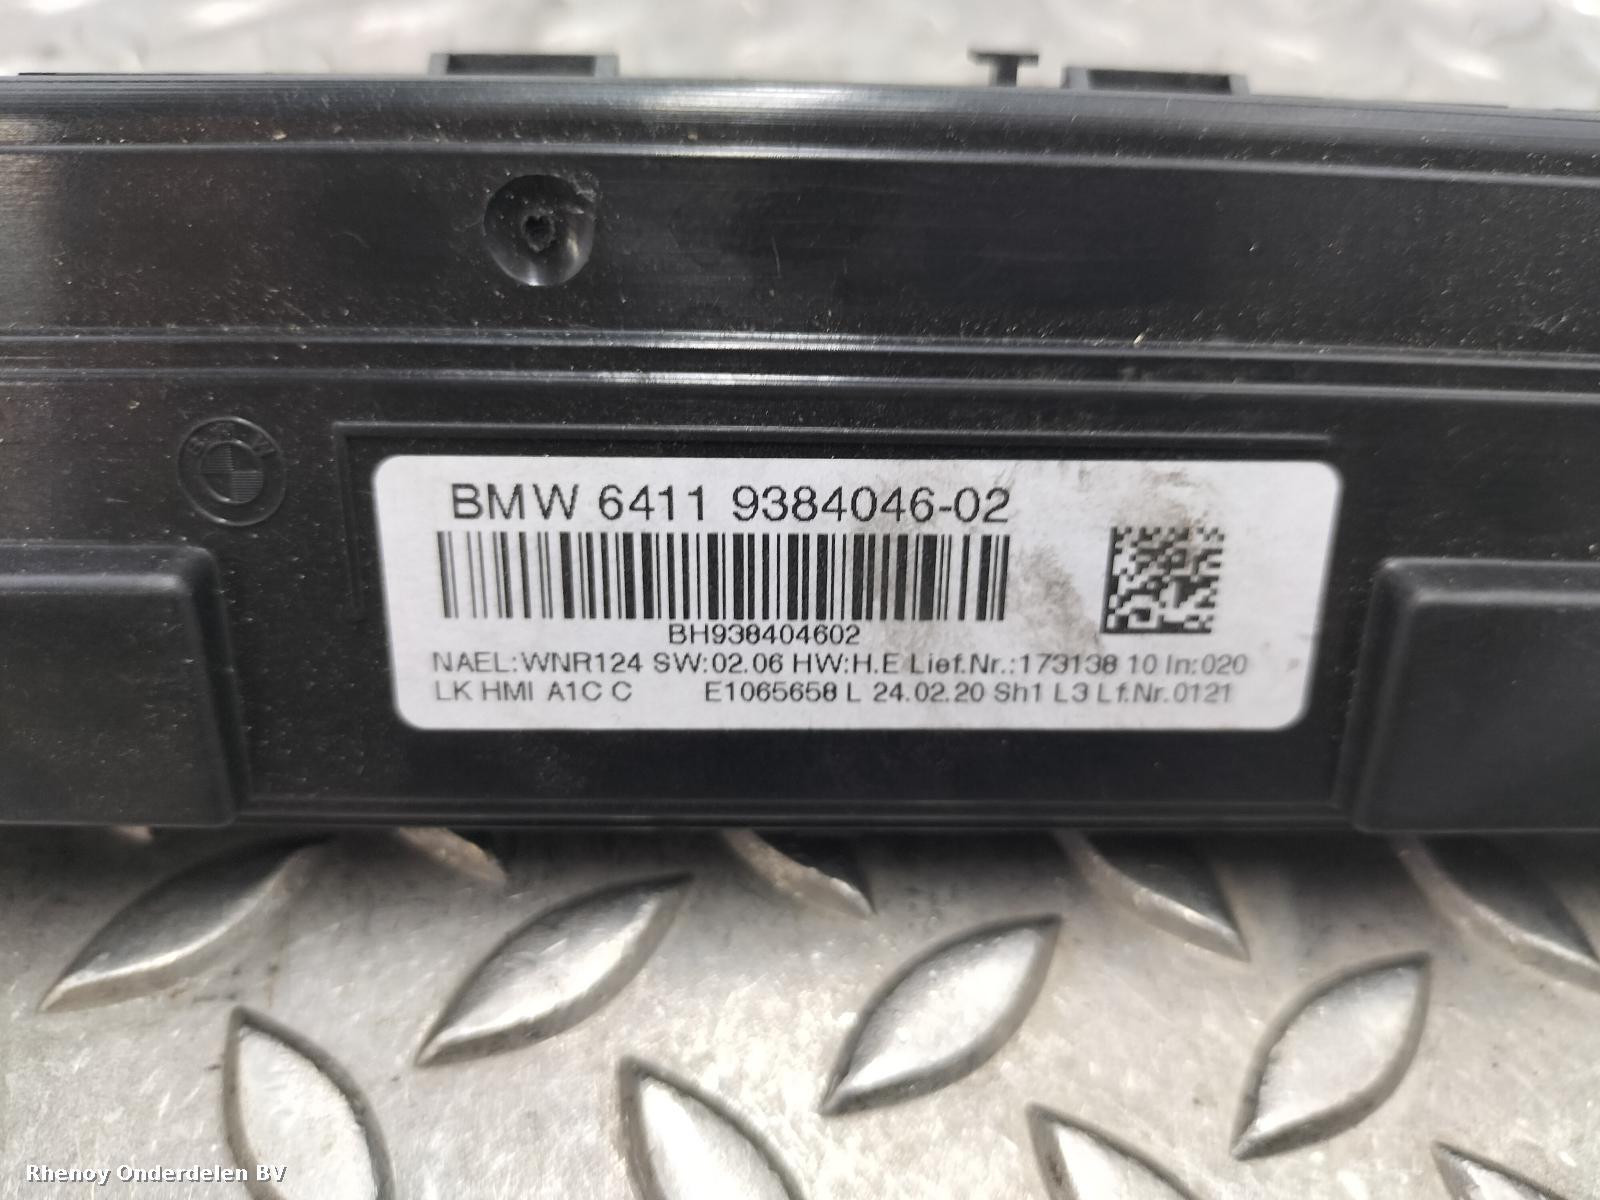 BMW 6411 9384046-02
BH938404602
NAEL:WNR124 SW:02.06 HW:H.E Lief.Nr.:173138 10 In:020
LK HMI A1C C E1065658 L 24.02.20 Sh1 L3 Lf.Nr.0121
Rhenoy Onderdelen BV